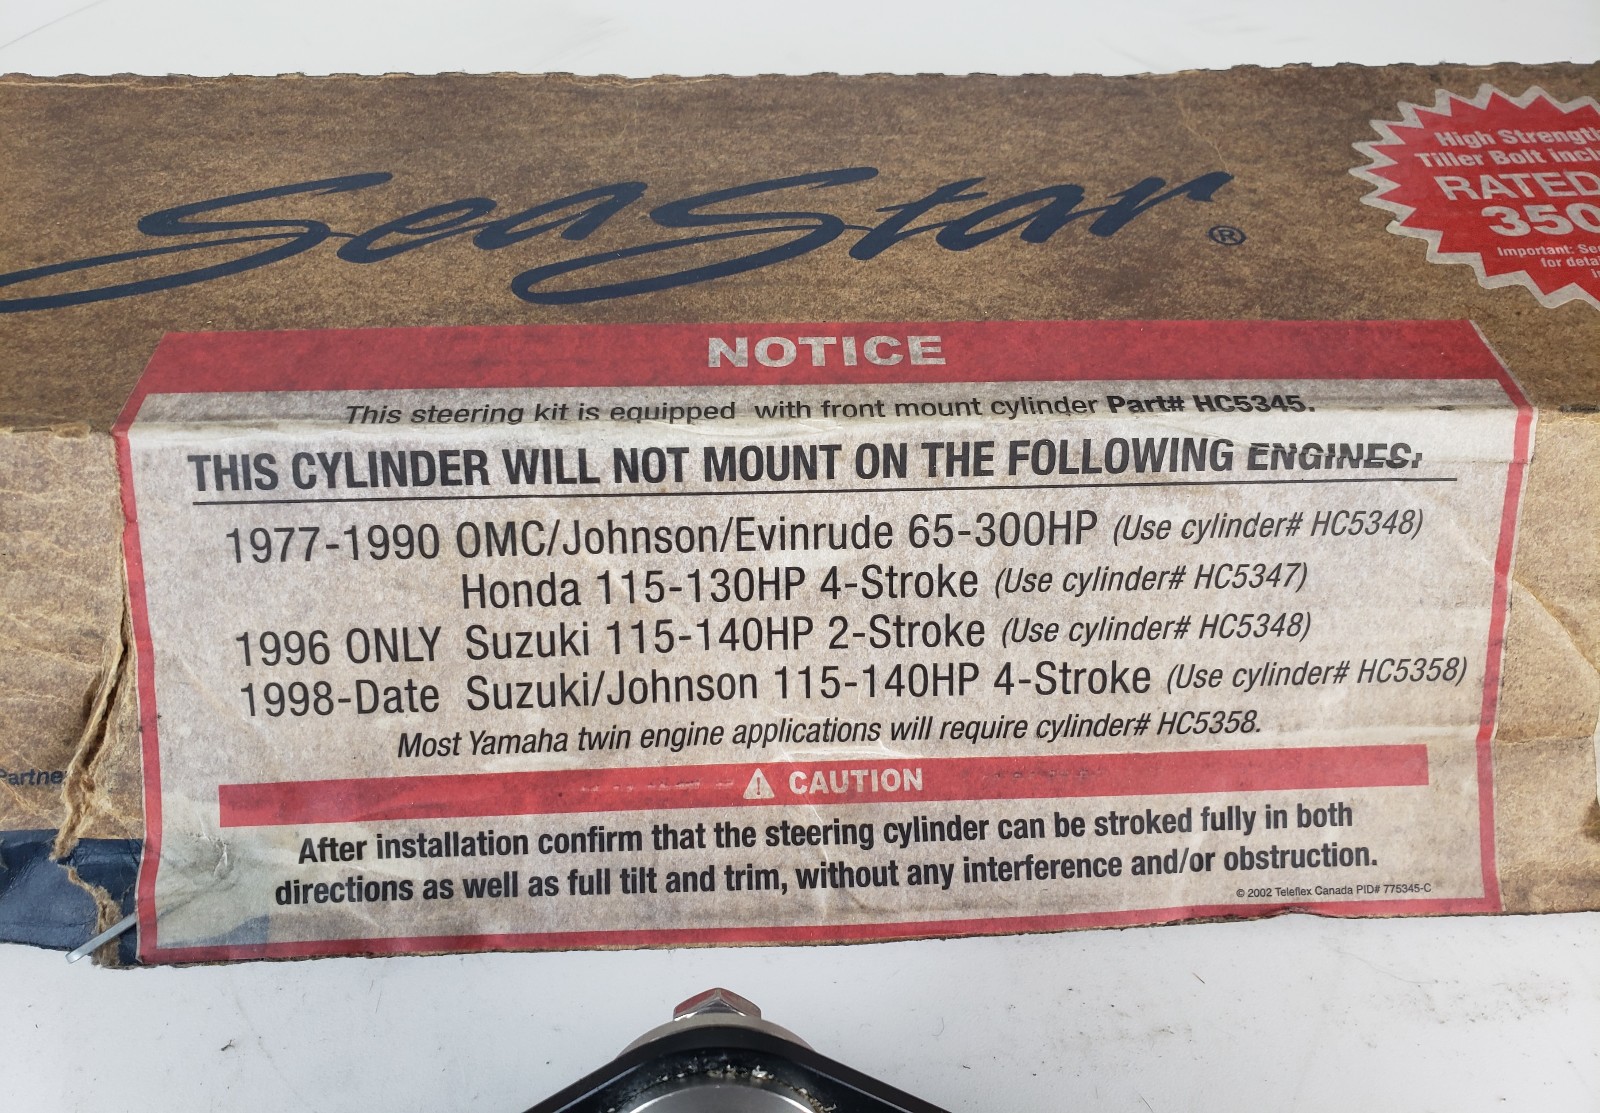 SeaStar®
High Strengt
Tiller Bolt incl
RATED
350
Important: See
for deta
NOTICE
This steering kit is equipped with front mount cylinder Part# HC5345.
THIS CYLINDER WILL NOT MOUNT ON THE FOLLOWING ENGINES.
1977-1990 OMC/Johnson/Evinrude 65-300HP (Use cylinder# HC5348)
Honda 115-130HP 4-Stroke (Use cylinder# HC5347)
1996 ONLY Suzuki 115-140HP 2-Stroke (Use cylinder# HC5348)
1998-Date Suzuki/Johnson 115-140HP 4-Stroke (Use cylinder# HC5358)
Most Yamaha twin engine applications will require cylinder# HC5358.
Partne
⚠ CAUTION
After installation confirm that the steering cylinder can be stroked fully in both
directions as well as full tilt and trim, without any interference and/or obstruction.
© 2002 Teleflex Canada PID# 775345-C